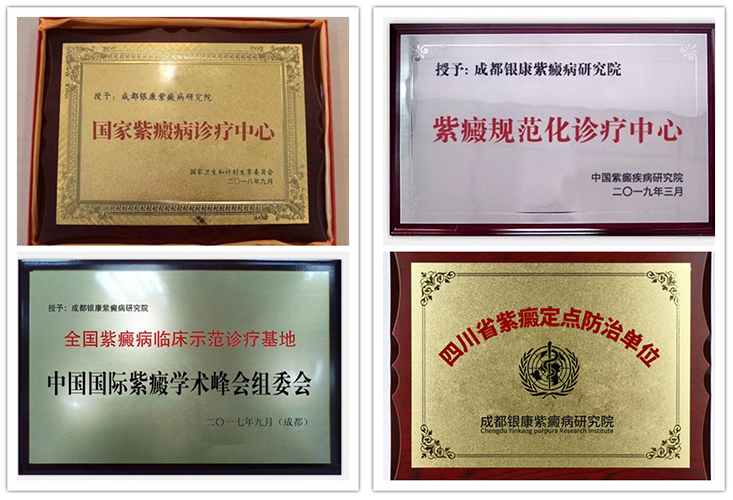 授予：成都银康紫癜病研究院
国家紫癜病诊疗中心
国家卫生和计划生育委员会
二〇一八年九月
授予：成都银康紫癜病研究院
紫癜规范化诊疗中心
中国紫癜疾病研究院
二〇一九年三月
授予：成都银康紫癜病研究院
全国紫癜病临床示范诊疗基地
中国国际紫癜学术峰会组委会
二〇一七年九月（成都）
四川省紫癜定点防治单位
成都银康紫癜病研究院
Chengdu Yinkang purpura Research Institute